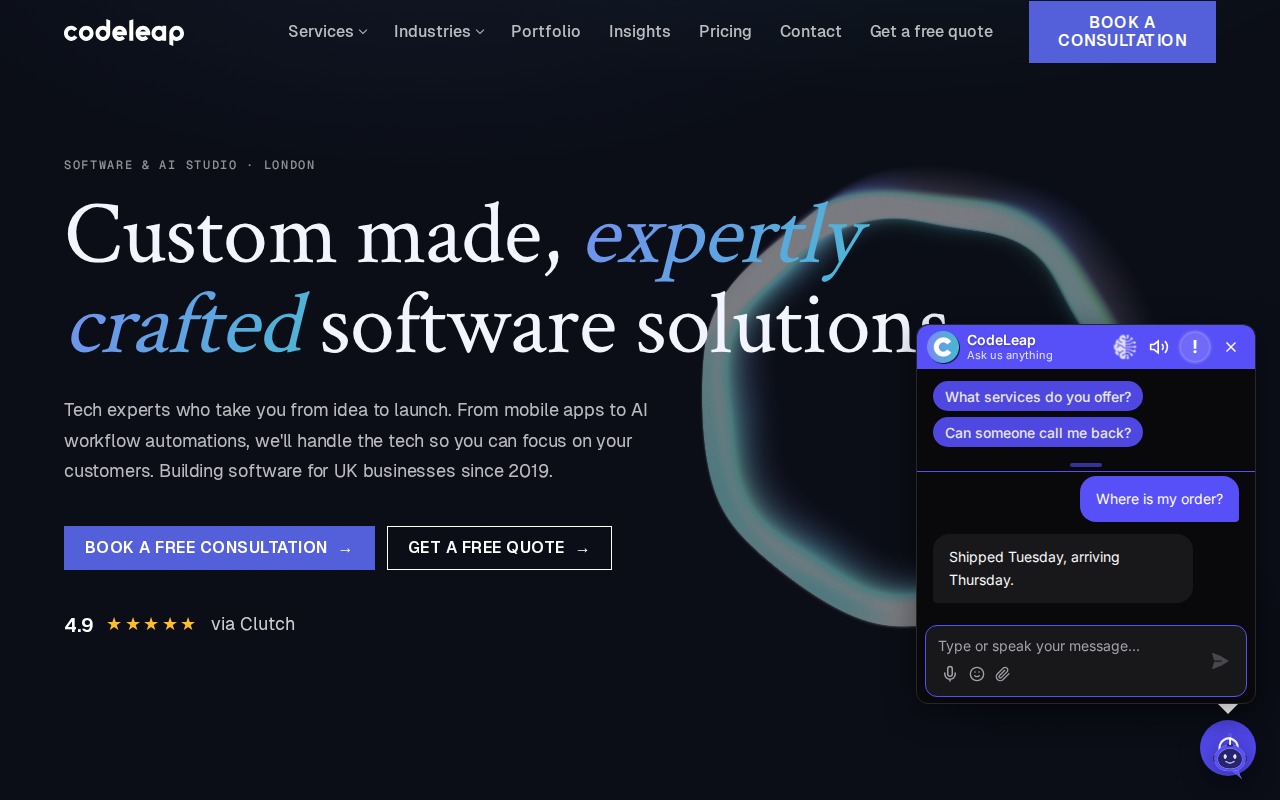 codeleap
Services
Industries
Portfolio
Insights
Pricing
Contact
Get a free quote
BOOK A
CONSULTATION
SOFTWARE & AI STUDIO · LONDON
Custom made, expertly
crafted software solutions
Tech experts who take you from idea to launch. From mobile apps to AI
workflow automations, we'll handle the tech so you can focus on your
customers. Building software for UK businesses since 2019.
BOOK A FREE CONSULTATION →
GET A FREE QUOTE →
4.9 ★★★★★ via Clutch
CodeLeap
Ask us anything
What services do you offer?
Can someone call me back?
Where is my order?
Shipped Tuesday, arriving
Thursday.
Type or speak your message...